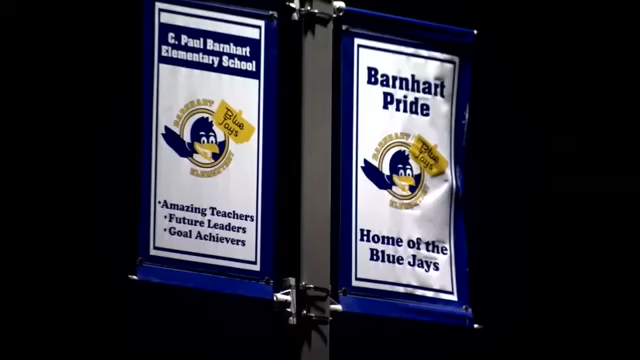 C. Paul Barnhart
Elementary School
BARNHART
Blue
Jays
ELEMENTARY
•Amazing Teachers
•Future Leaders
•Goal Achievers
Barnhart
Pride
BARNHART
Blue
Jays
ELEMENTARY
Home of the
Blue Jays